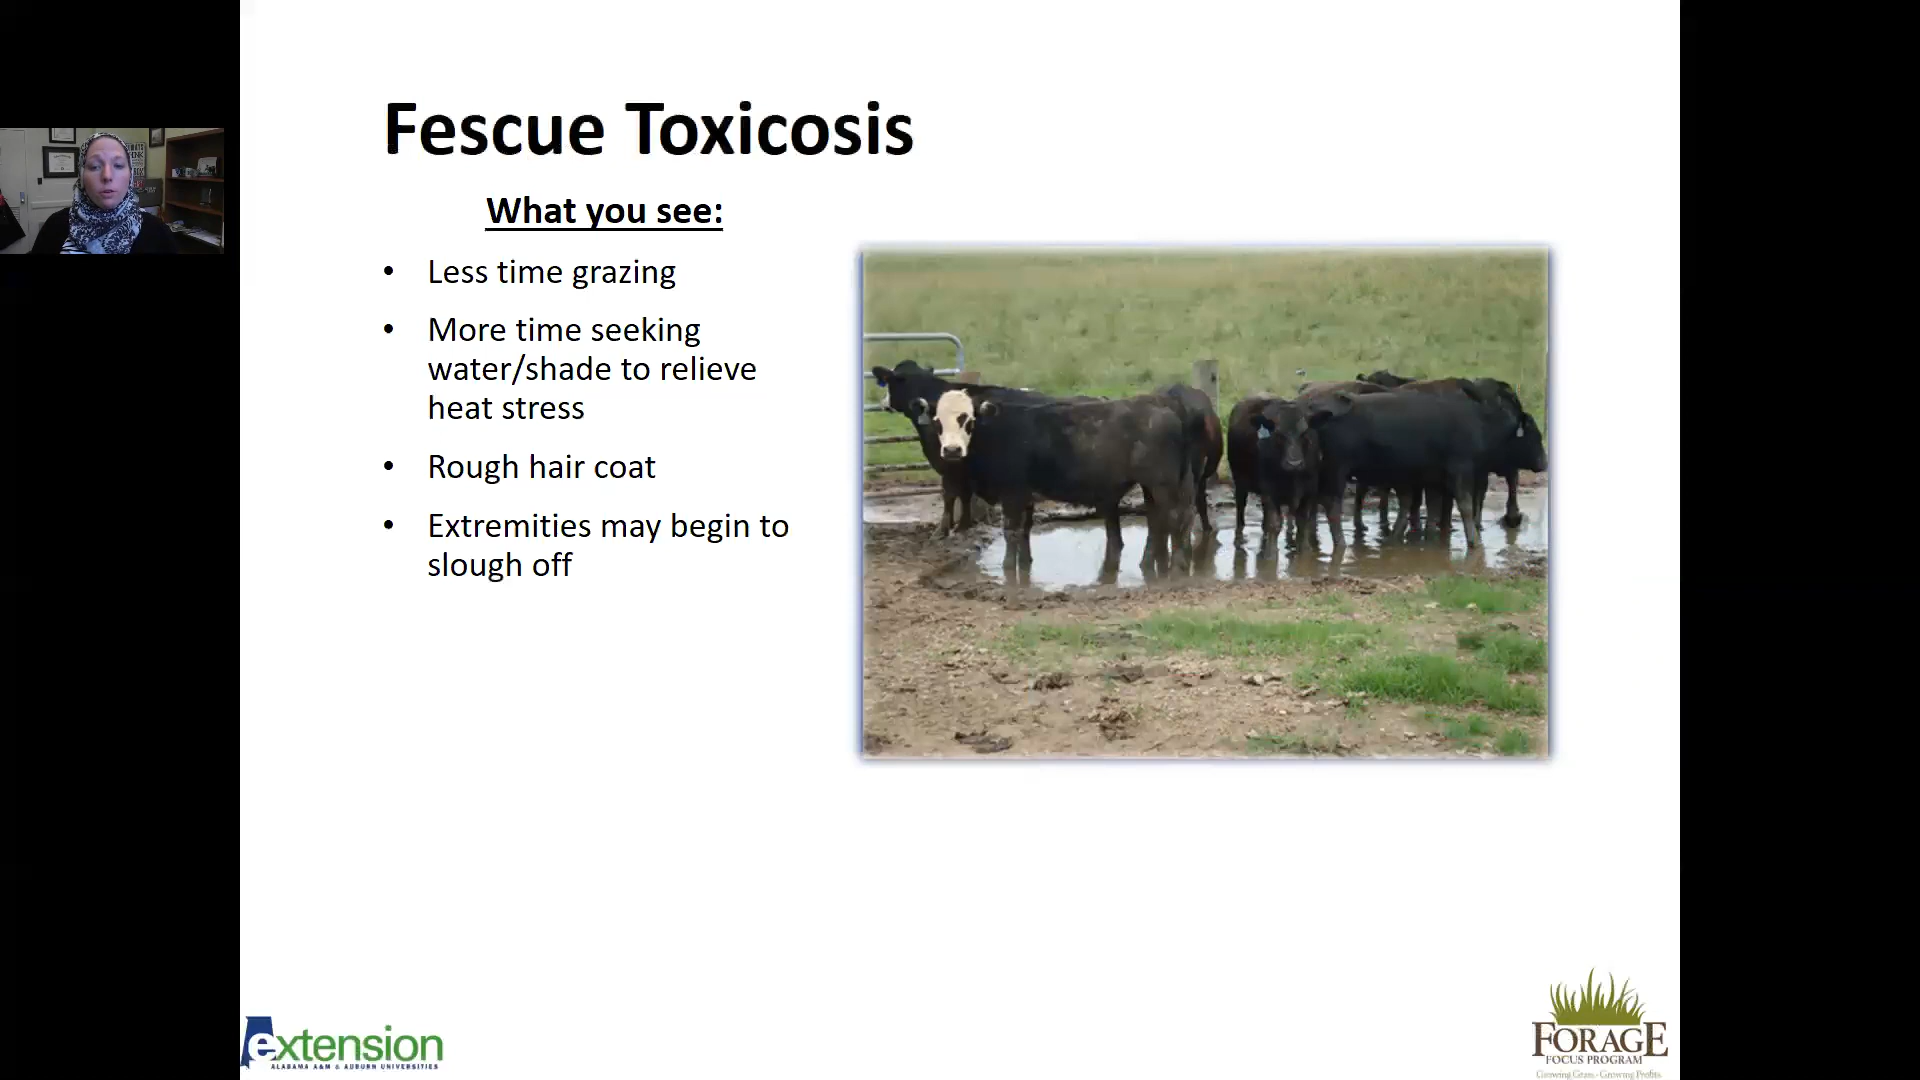 Fescue Toxicosis
What you see:
• Less time grazing
• More time seeking
water/shade to relieve
heat stress
• Rough hair coat
• Extremities may begin to
slough off
extension
ALABAMA A&M & AUBURN UNIVERSITIES
FORAGE
FOCUS PROGRAM
Growing Grass - Growing Profits